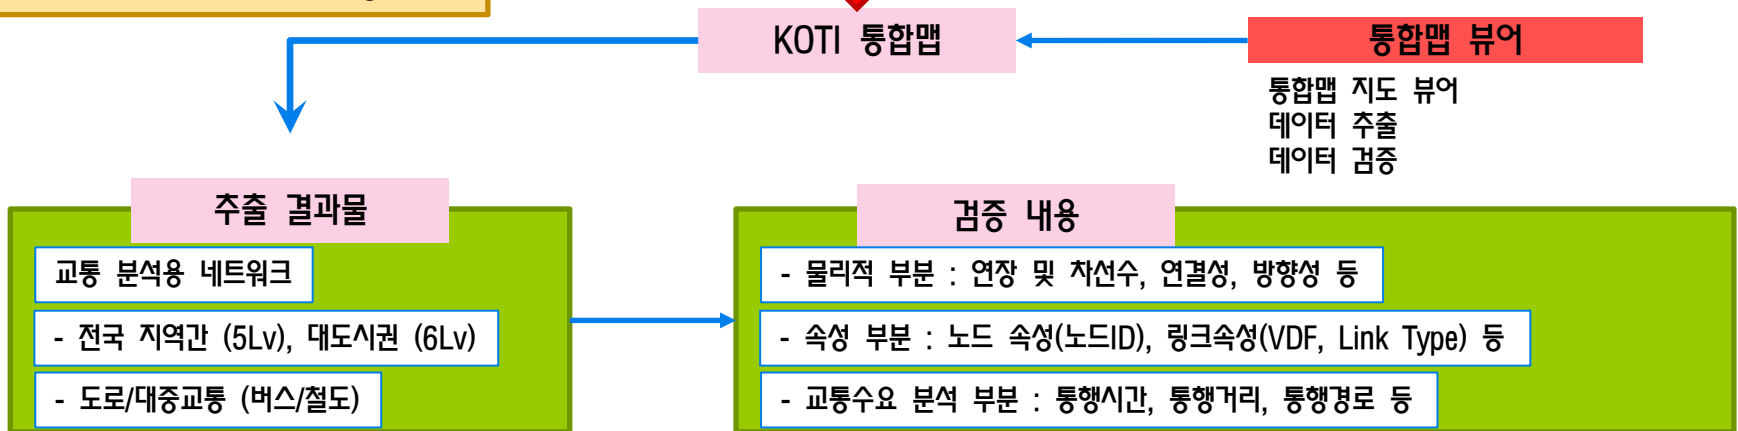 KOTI 통합맵
통합맵 뷰어
통합맵 지도 뷰어
데이터 추출
데이터 검증
추출 결과물
교통 분석용 네트워크
- 전국 지역간 (5Lv), 대도시권 (6Lv)
- 도로/대중교통 (버스/철도)
검증 내용
- 물리적 부분 : 연장 및 차선수, 연결성, 방향성 등
- 속성 부분 : 노드 속성(노드ID), 링크속성(VDF, Link Type) 등
- 교통수요 분석 부분 : 통행시간, 통행거리, 통행경로 등